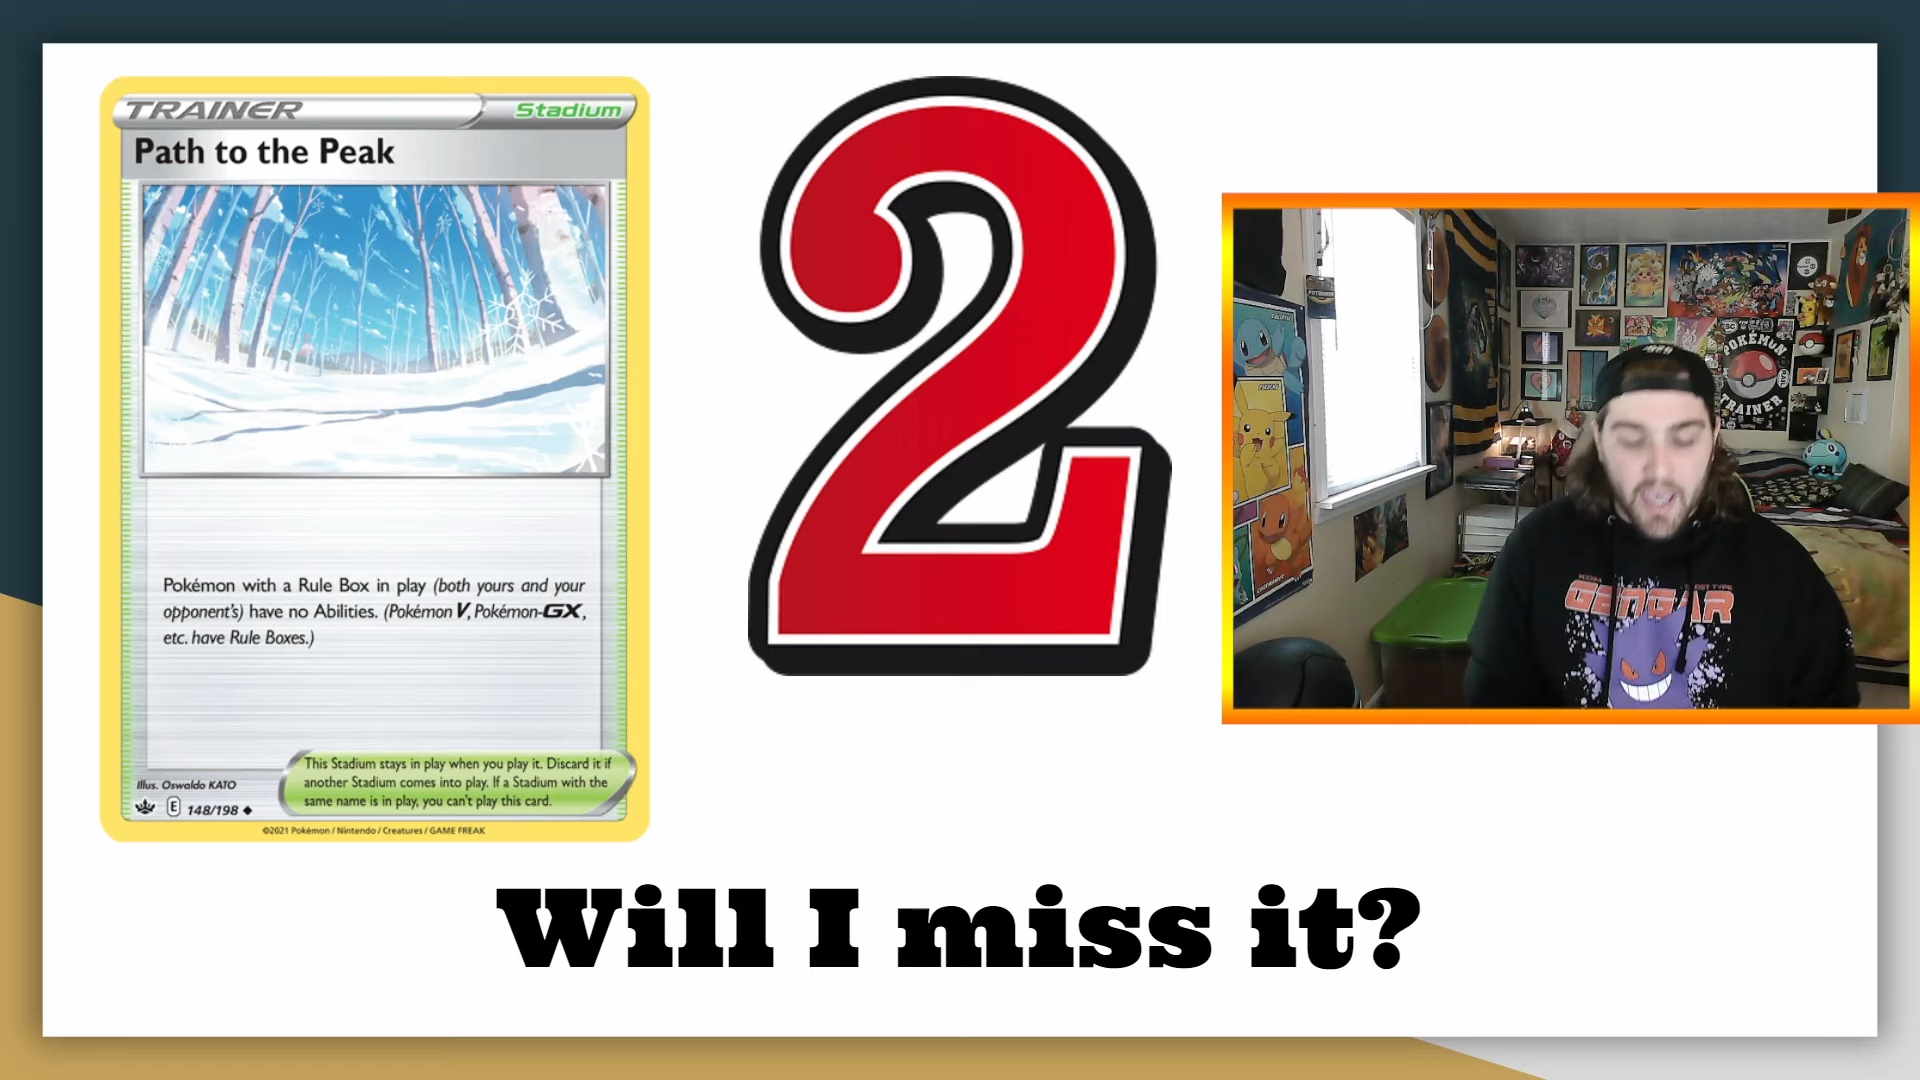 TRAINER
Stadium
Path to the Peak
Pokémon with a Rule Box in play (both yours and your
opponent's) have no Abilities. (Pokémon V, Pokémon-GX,
etc. have Rule Boxes.)
This Stadium stays in play when you play it. Discard it if
another Stadium comes into play. If a Stadium with the
same name is in play, you can't play this card.
Illus. Oswaldo KATO
E 148/198
©2021 Pokémon / Nintendo / Creatures / GAME FREAK
2
POKÉMON
TRAINER
GENGAR
Will I miss it?